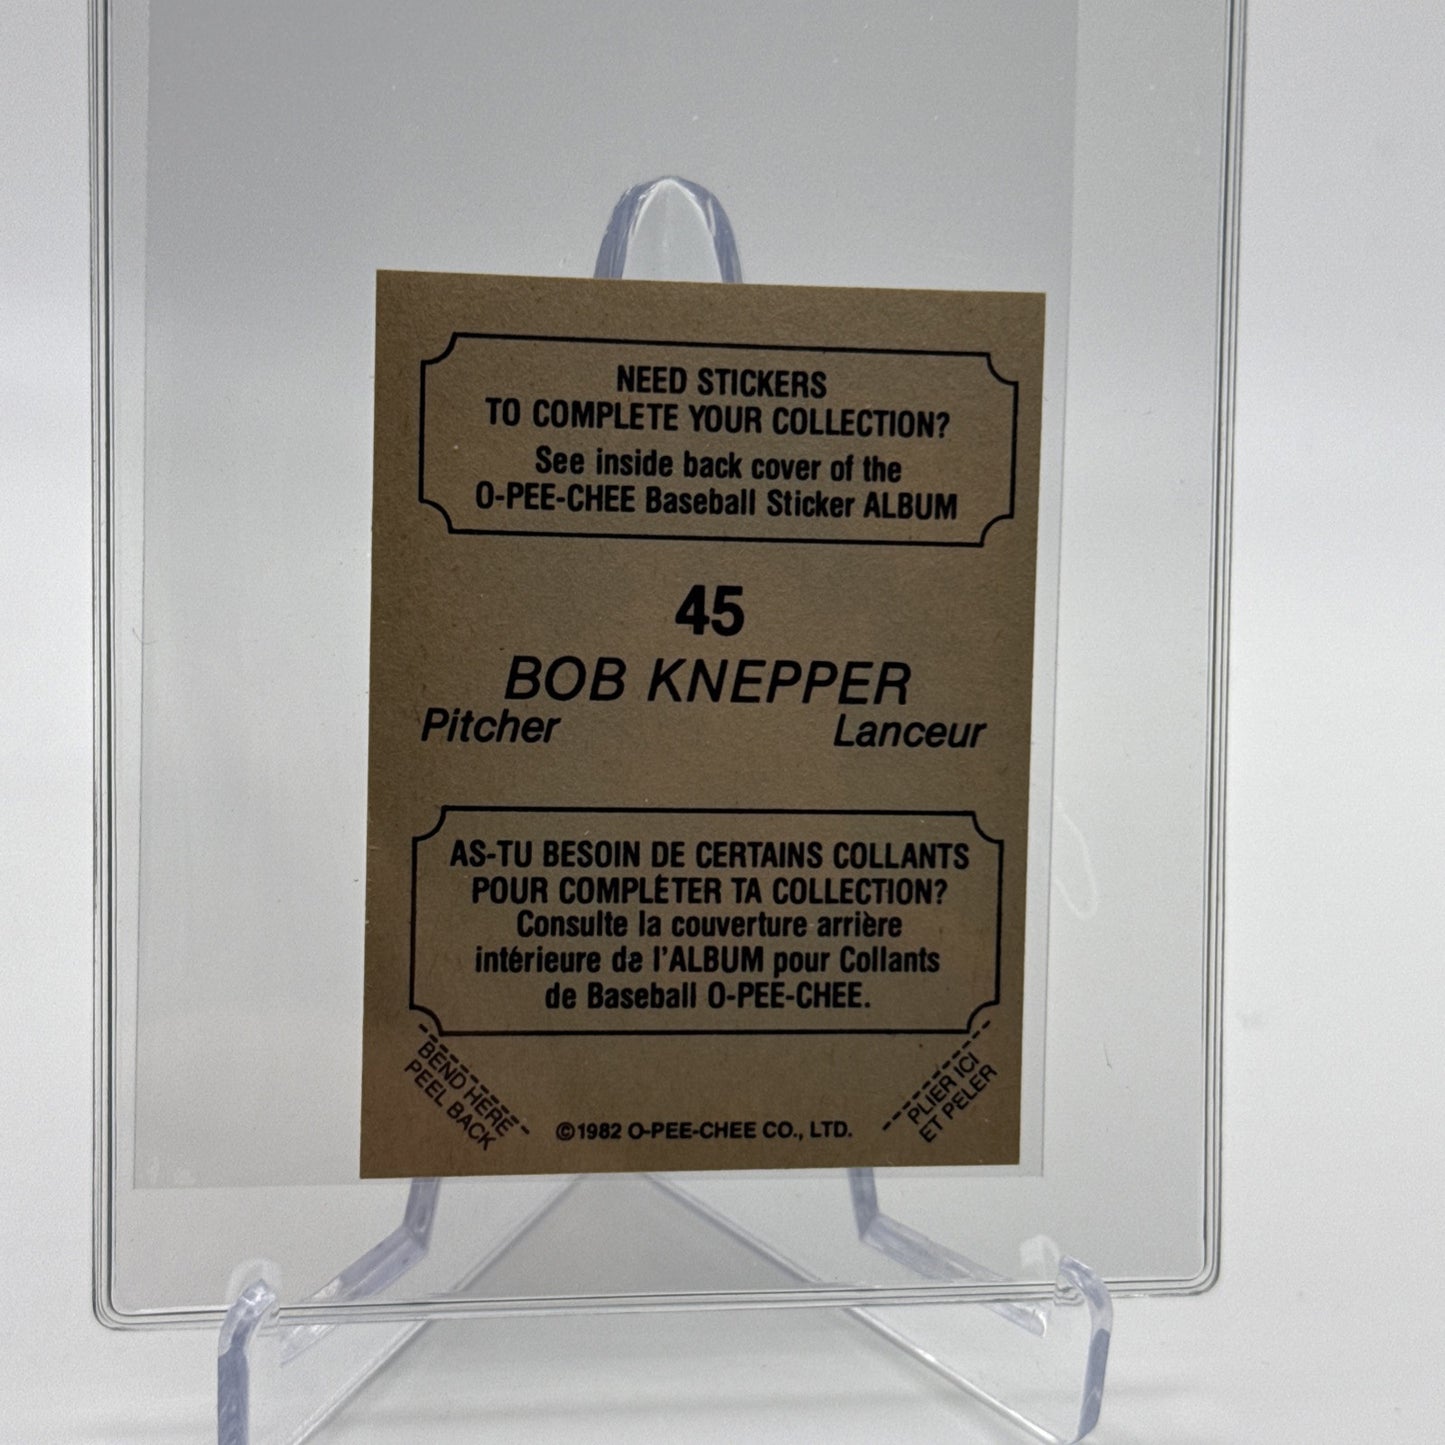 NEED STICKERS
TO COMPLETE YOUR COLLECTION?
See inside back cover of the
O-PEE-CHEE Baseball Sticker ALBUM
45
BOB KNEPPER
Pitcher Lanceur
AS-TU BESOIN DE CERTAINS COLLANTS
POUR COMPLÉTER TA COLLECTION?
Consulte la couverture arrière
intérieure de l'ALBUM pour Collants
de Baseball O-PEE-CHEE.
BEND HERE
PEEL BACK
©1982 O-PEE-CHEE CO., LTD.
PLIER ICI
ET PELER